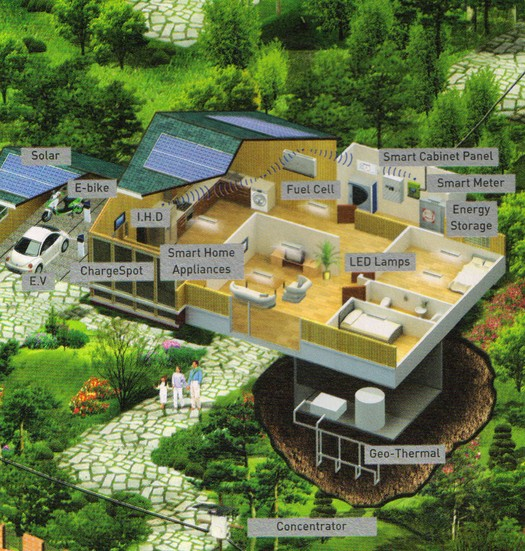 Solar
Smart Cabinet Panel
E-bike
Fuel Cell
Smart Meter
I.H.D
Energy
Storage
Smart Home
Appliances
LED Lamps
E.V
ChargeSpot
Geo-Thermal
Concentrator